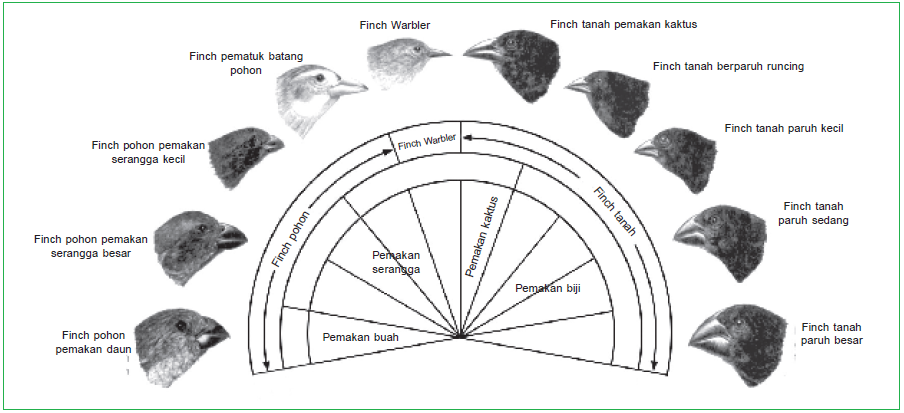 Finch Warbler
Finch tanah pemakan kaktus
Finch pematuk batang
pohon
Finch tanah berparuh runcing
Finch pohon pemakan
serangga kecil
Finch tanah paruh kecil
Finch Warbler
Finch pohon
Finch tanah
Finch pohon pemakan
serangga besar
Finch tanah
paruh sedang
Pemakan
serangga
Pemakan kaktus
Pemakan biji
Pemakan buah
Finch pohon
pemakan daun
Finch tanah
paruh besar